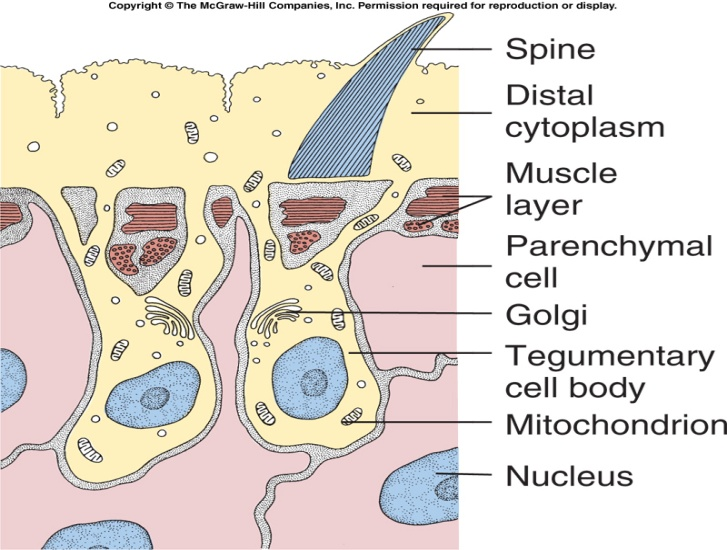 Copyright © The McGraw-Hill Companies, Inc. Permission required for reproduction or display.
Spine
Distal
cytoplasm
Muscle
layer
Parenchymal
cell
Golgi
Tegumentary
cell body
Mitochondrion
Nucleus